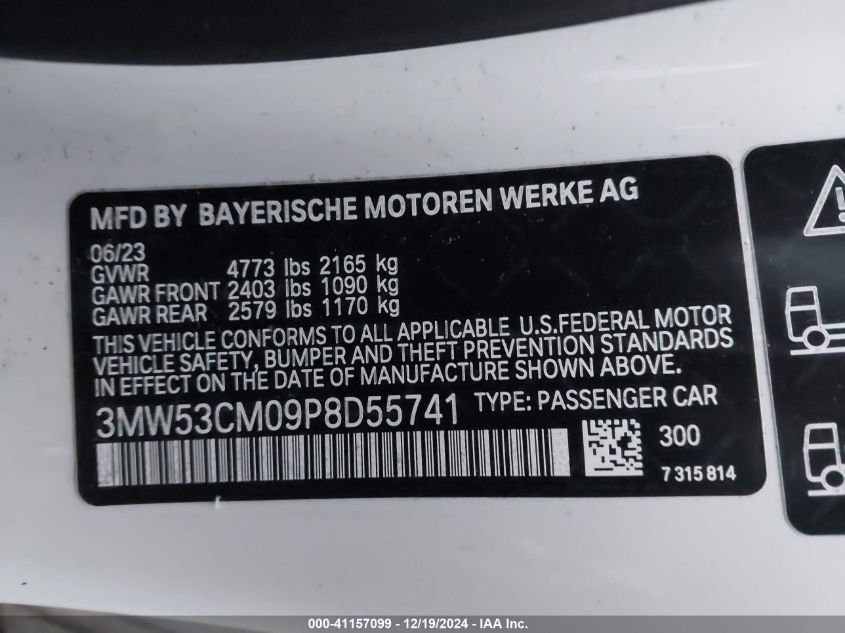 MFD BY BAYERISCHE MOTOREN WERKE AG
06/23
GVWR 4773 lbs 2165 kg
GAWR FRONT 2403 lbs 1090 kg
GAWR REAR 2579 lbs 1170 kg
THIS VEHICLE CONFORMS TO ALL APPLICABLE U.S.FEDERAL MOTOR
VEHICLE SAFETY, BUMPER AND THEFT PREVENTION STANDARDS
IN EFFECT ON THE DATE OF MANUFACTURE SHOWN ABOVE.
3MW53CM09P8D55741 TYPE: PASSENGER CAR
300
7 315 814
000-41157099 - 12/19/2024 - IAA Inc.